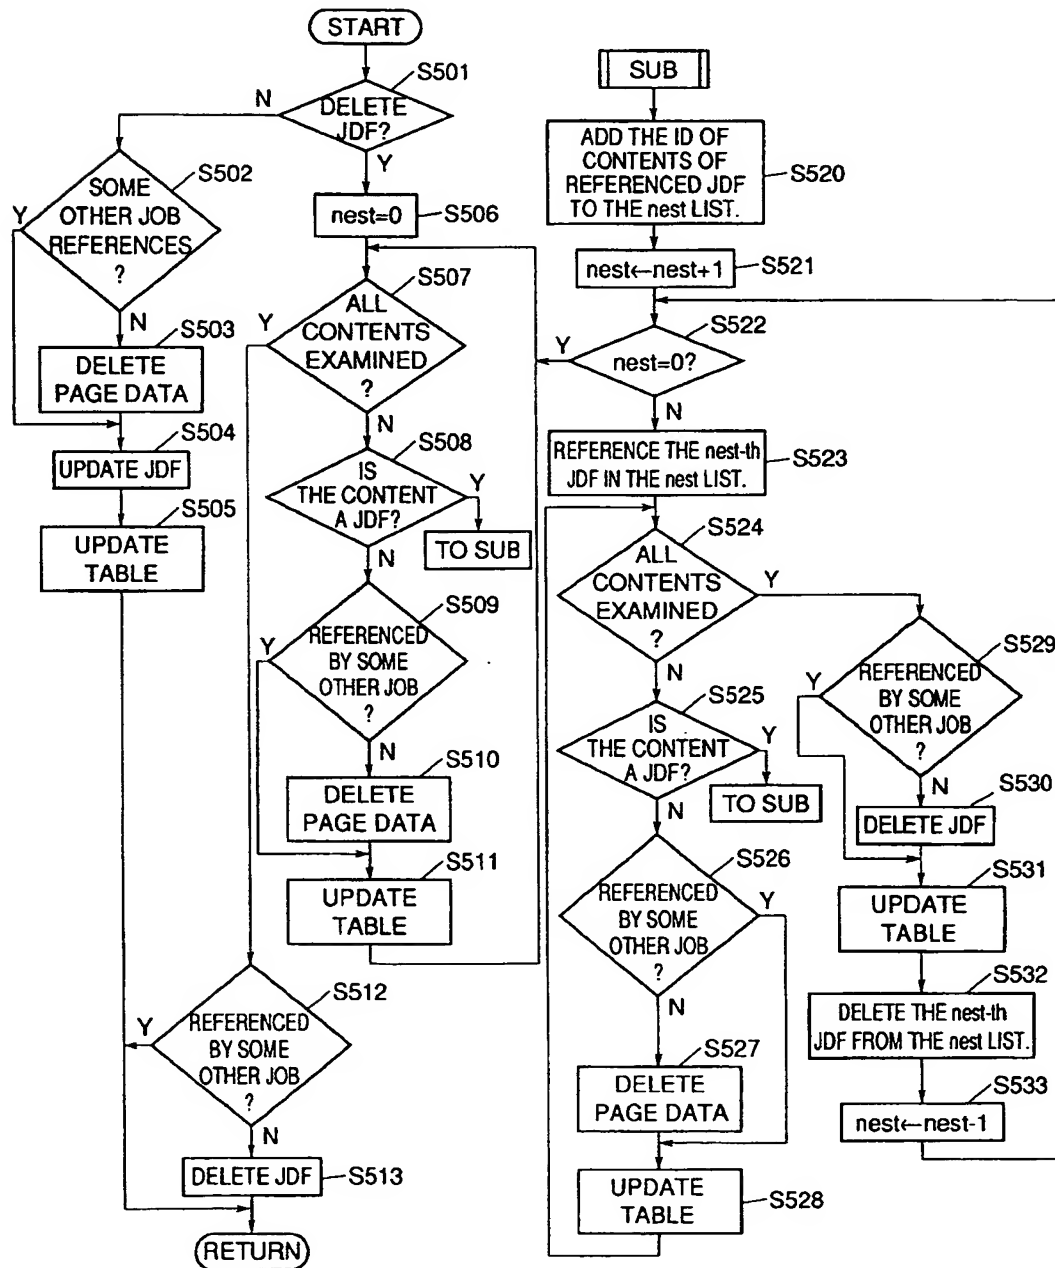 START
S501
N
DELETE
JDF?
Y
S502
SOME
OTHER JOB
REFERENCES
?
Y
N
S503
DELETE
PAGE DATA
S504
UPDATE JDF
S505
UPDATE
TABLE
nest=0
S506
S507
ALL
CONTENTS
EXAMINED
?
Y
N
S508
IS
THE CONTENT
A JDF?
Y
TO SUB
N
S509
REFERENCED
BY SOME
OTHER JOB
?
Y
N
S510
DELETE
PAGE DATA
S511
UPDATE
TABLE
S512
REFERENCED
BY SOME
OTHER JOB
?
Y
N
DELETE JDF
S513
RETURN
SUB
ADD THE ID OF
CONTENTS OF
REFERENCED JDF
TO THE nest LIST.
S520
nest←nest+1
S521
S522
nest=0?
Y
N
REFERENCE THE nest-th
JDF IN THE nest LIST.
S523
S524
ALL
CONTENTS
EXAMINED
?
Y
N
S525
IS
THE CONTENT
A JDF?
Y
TO SUB
N
S526
REFERENCED
BY SOME
OTHER JOB
?
Y
N
S527
DELETE
PAGE DATA
UPDATE
TABLE
S528
S529
REFERENCED
BY SOME
OTHER JOB
?
Y
N
S530
DELETE JDF
S531
UPDATE
TABLE
S532
DELETE THE nest-th
JDF FROM THE nest LIST.
S533
nest←nest-1